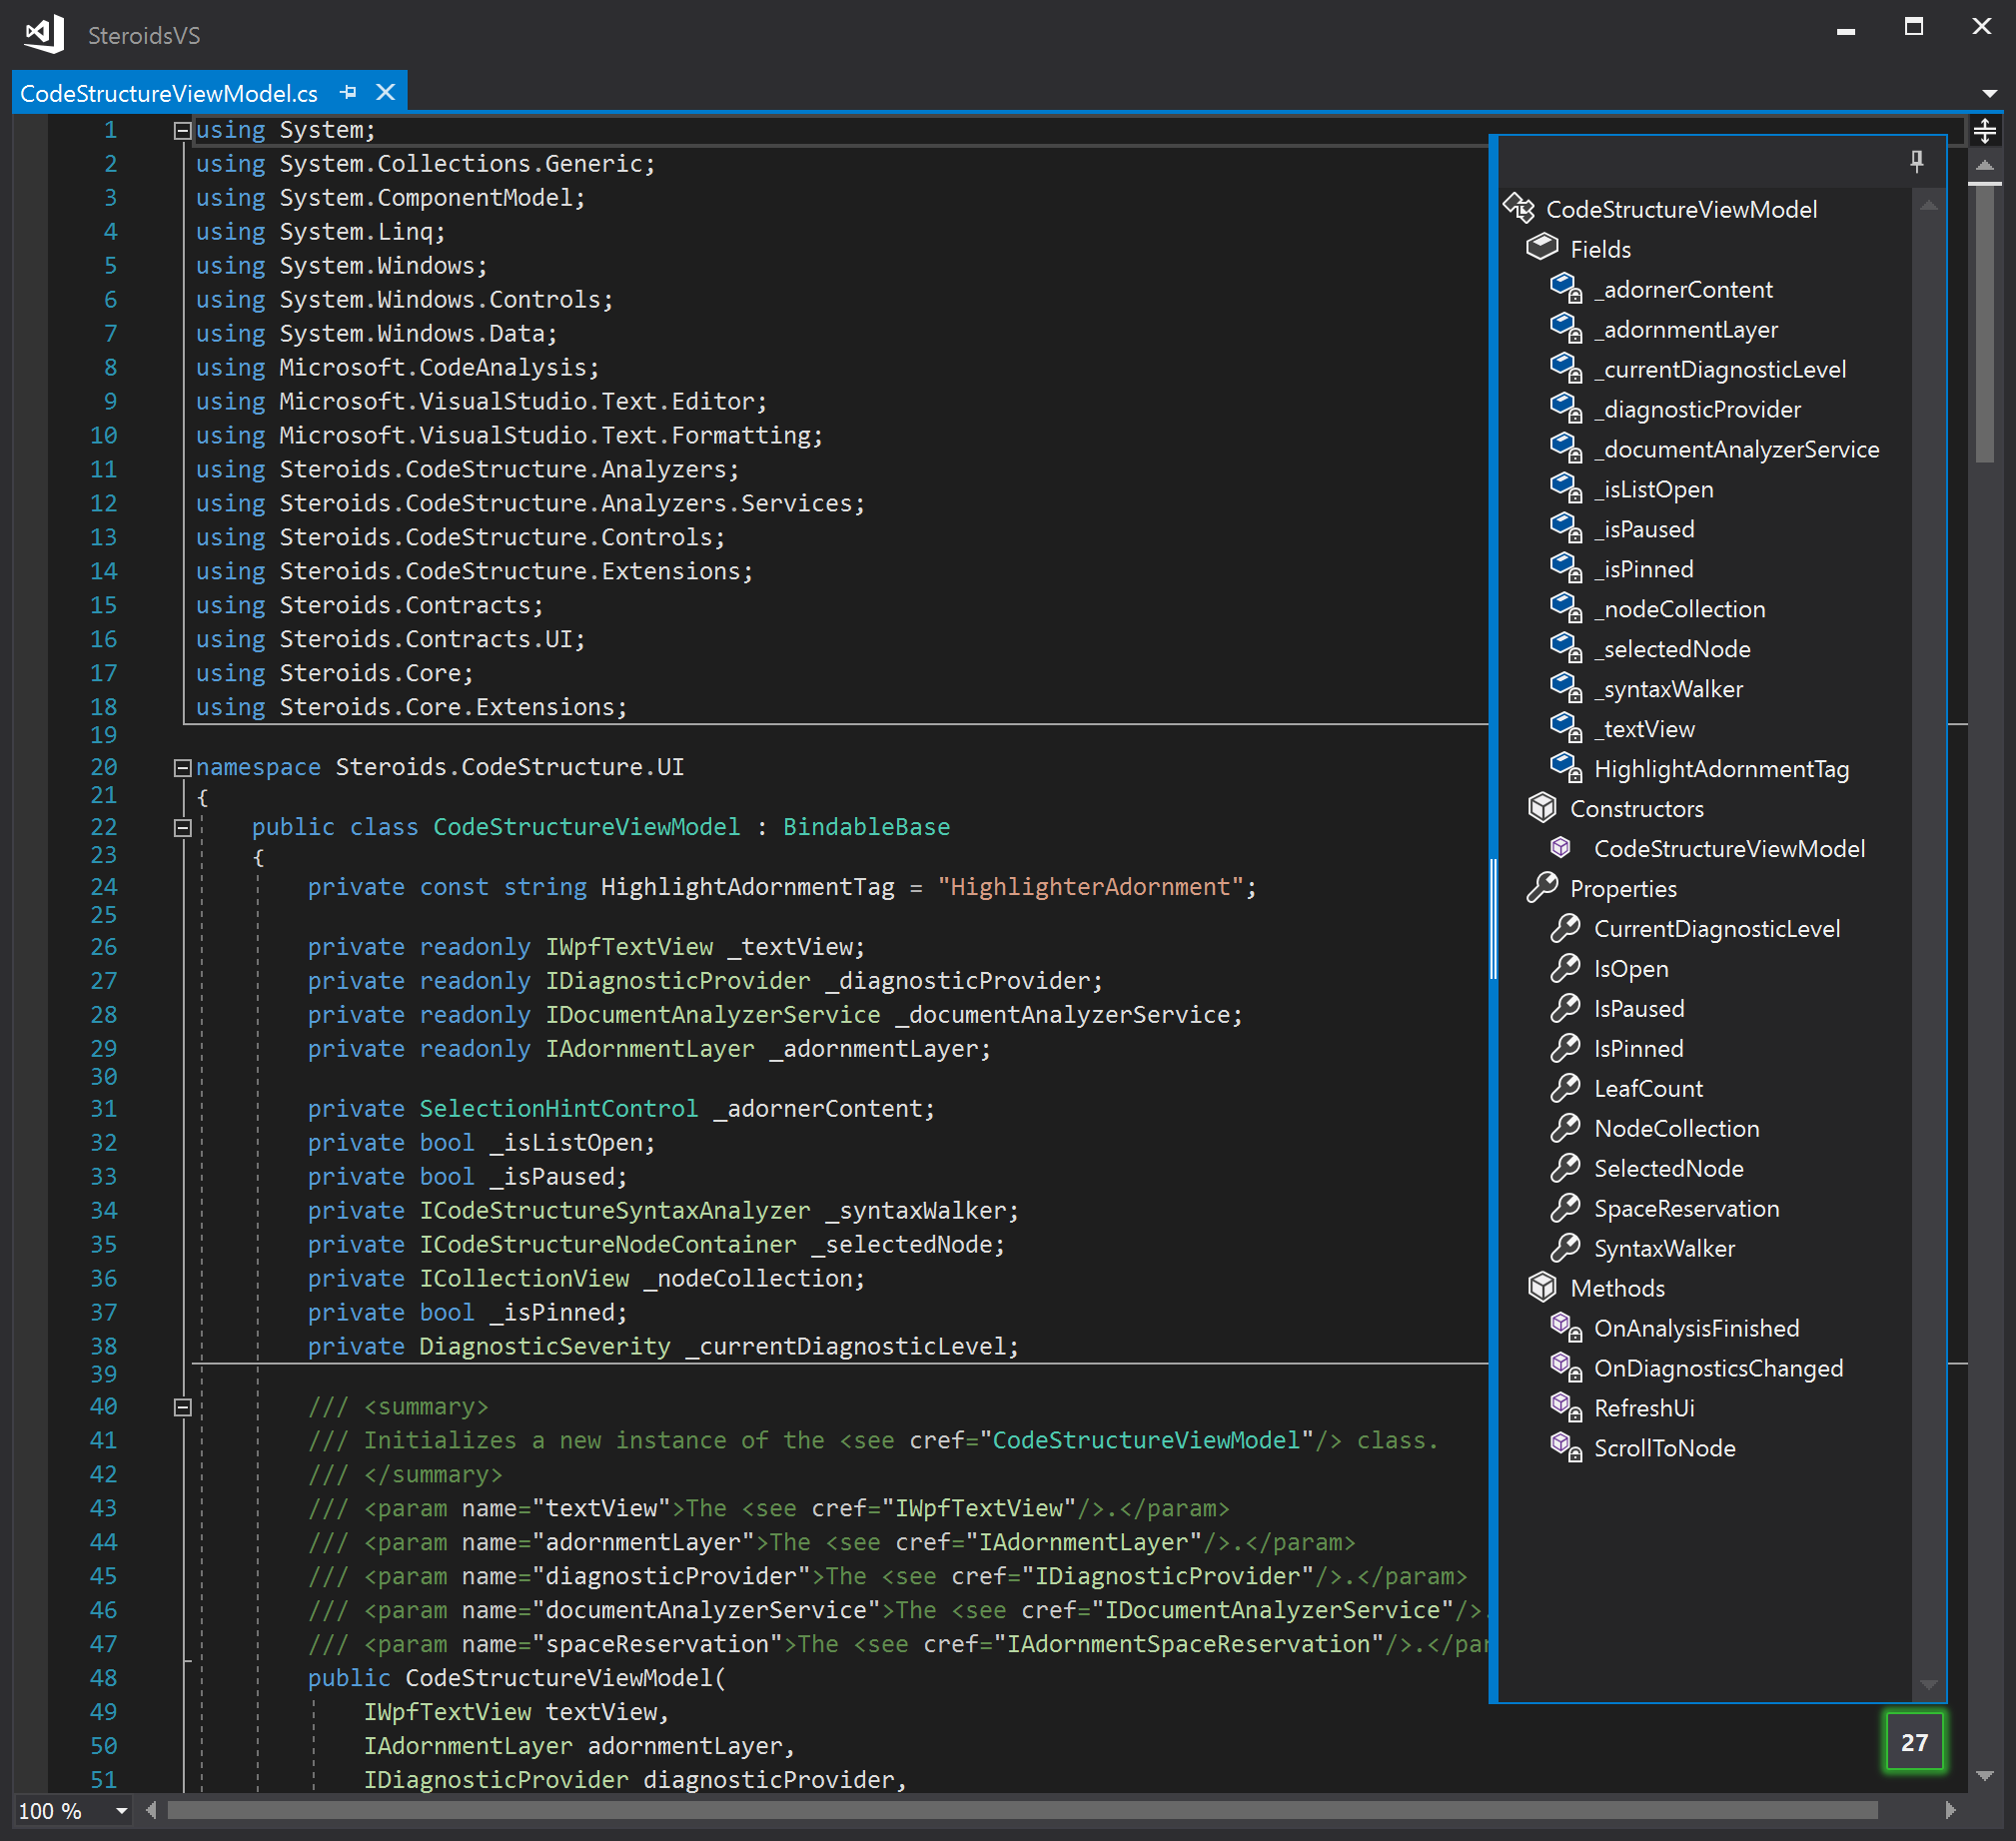 SteroidsVS
CodeStructureViewModel.cs
1 using System;
2 using System.Collections.Generic;
3 using System.ComponentModel;
4 using System.Linq;
5 using System.Windows;
6 using System.Windows.Controls;
7 using System.Windows.Data;
8 using Microsoft.CodeAnalysis;
9 using Microsoft.VisualStudio.Text.Editor;
10 using Microsoft.VisualStudio.Text.Formatting;
11 using Steroids.CodeStructure.Analyzers;
12 using Steroids.CodeStructure.Analyzers.Services;
13 using Steroids.CodeStructure.Controls;
14 using Steroids.CodeStructure.Extensions;
15 using Steroids.Contracts;
16 using Steroids.Contracts.UI;
17 using Steroids.Core;
18 using Steroids.Core.Extensions;
19
20 namespace Steroids.CodeStructure.UI
21 {
22 public class CodeStructureViewModel : BindableBase
23 {
24 private const string HighlightAdornmentTag = "HighlighterAdornment";
25
26 private readonly IWpfTextView _textView;
27 private readonly IDiagnosticProvider _diagnosticProvider;
28 private readonly IDocumentAnalyzerService _documentAnalyzerService;
29 private readonly IAdornmentLayer _adornmentLayer;
30
31 private SelectionHintControl _adornerContent;
32 private bool _isListOpen;
33 private bool _isPaused;
34 private ICodeStructureSyntaxAnalyzer _syntaxWalker;
35 private ICodeStructureNodeContainer _selectedNode;
36 private ICollectionView _nodeCollection;
37 private bool _isPinned;
38 private DiagnosticSeverity _currentDiagnosticLevel;
39
40 /// <summary>
41 /// Initializes a new instance of the <see cref="CodeStructureViewModel"/> class.
42 /// </summary>
43 /// <param name="textView">The <see cref="IWpfTextView"/>.</param>
44 /// <param name="adornmentLayer">The <see cref="IAdornmentLayer"/>.</param>
45 /// <param name="diagnosticProvider">The <see cref="IDiagnosticProvider"/>.</param>
46 /// <param name="documentAnalyzerService">The <see cref="IDocumentAnalyzerService"/>.
47 /// <param name="spaceReservation">The <see cref="IAdornmentSpaceReservation"/>.</par
48 public CodeStructureViewModel(
49 IWpfTextView textView,
50 IAdornmentLayer adornmentLayer,
51 IDiagnosticProvider diagnosticProvider,
CodeStructureViewModel
Fields
_adornerContent
_adornmentLayer
_currentDiagnosticLevel
_diagnosticProvider
_documentAnalyzerService
_isListOpen
_isPaused
_isPinned
_nodeCollection
_selectedNode
_syntaxWalker
_textView
HighlightAdornmentTag
Constructors
CodeStructureViewModel
Properties
CurrentDiagnosticLevel
IsOpen
IsPaused
IsPinned
LeafCount
NodeCollection
SelectedNode
SpaceReservation
SyntaxWalker
Methods
OnAnalysisFinished
OnDiagnosticsChanged
RefreshUi
ScrollToNode
27
100 %